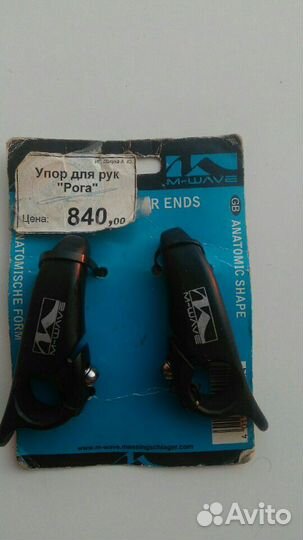 Упор для рук
"Рога"
Цена: 840,00
M-WAVE
R ENDS
GB ANATOMIC SHAPE
ANATOMISCHE FORM
M-WAVE
M-WAVE
www.m-wave.messingschlager.com
Avito